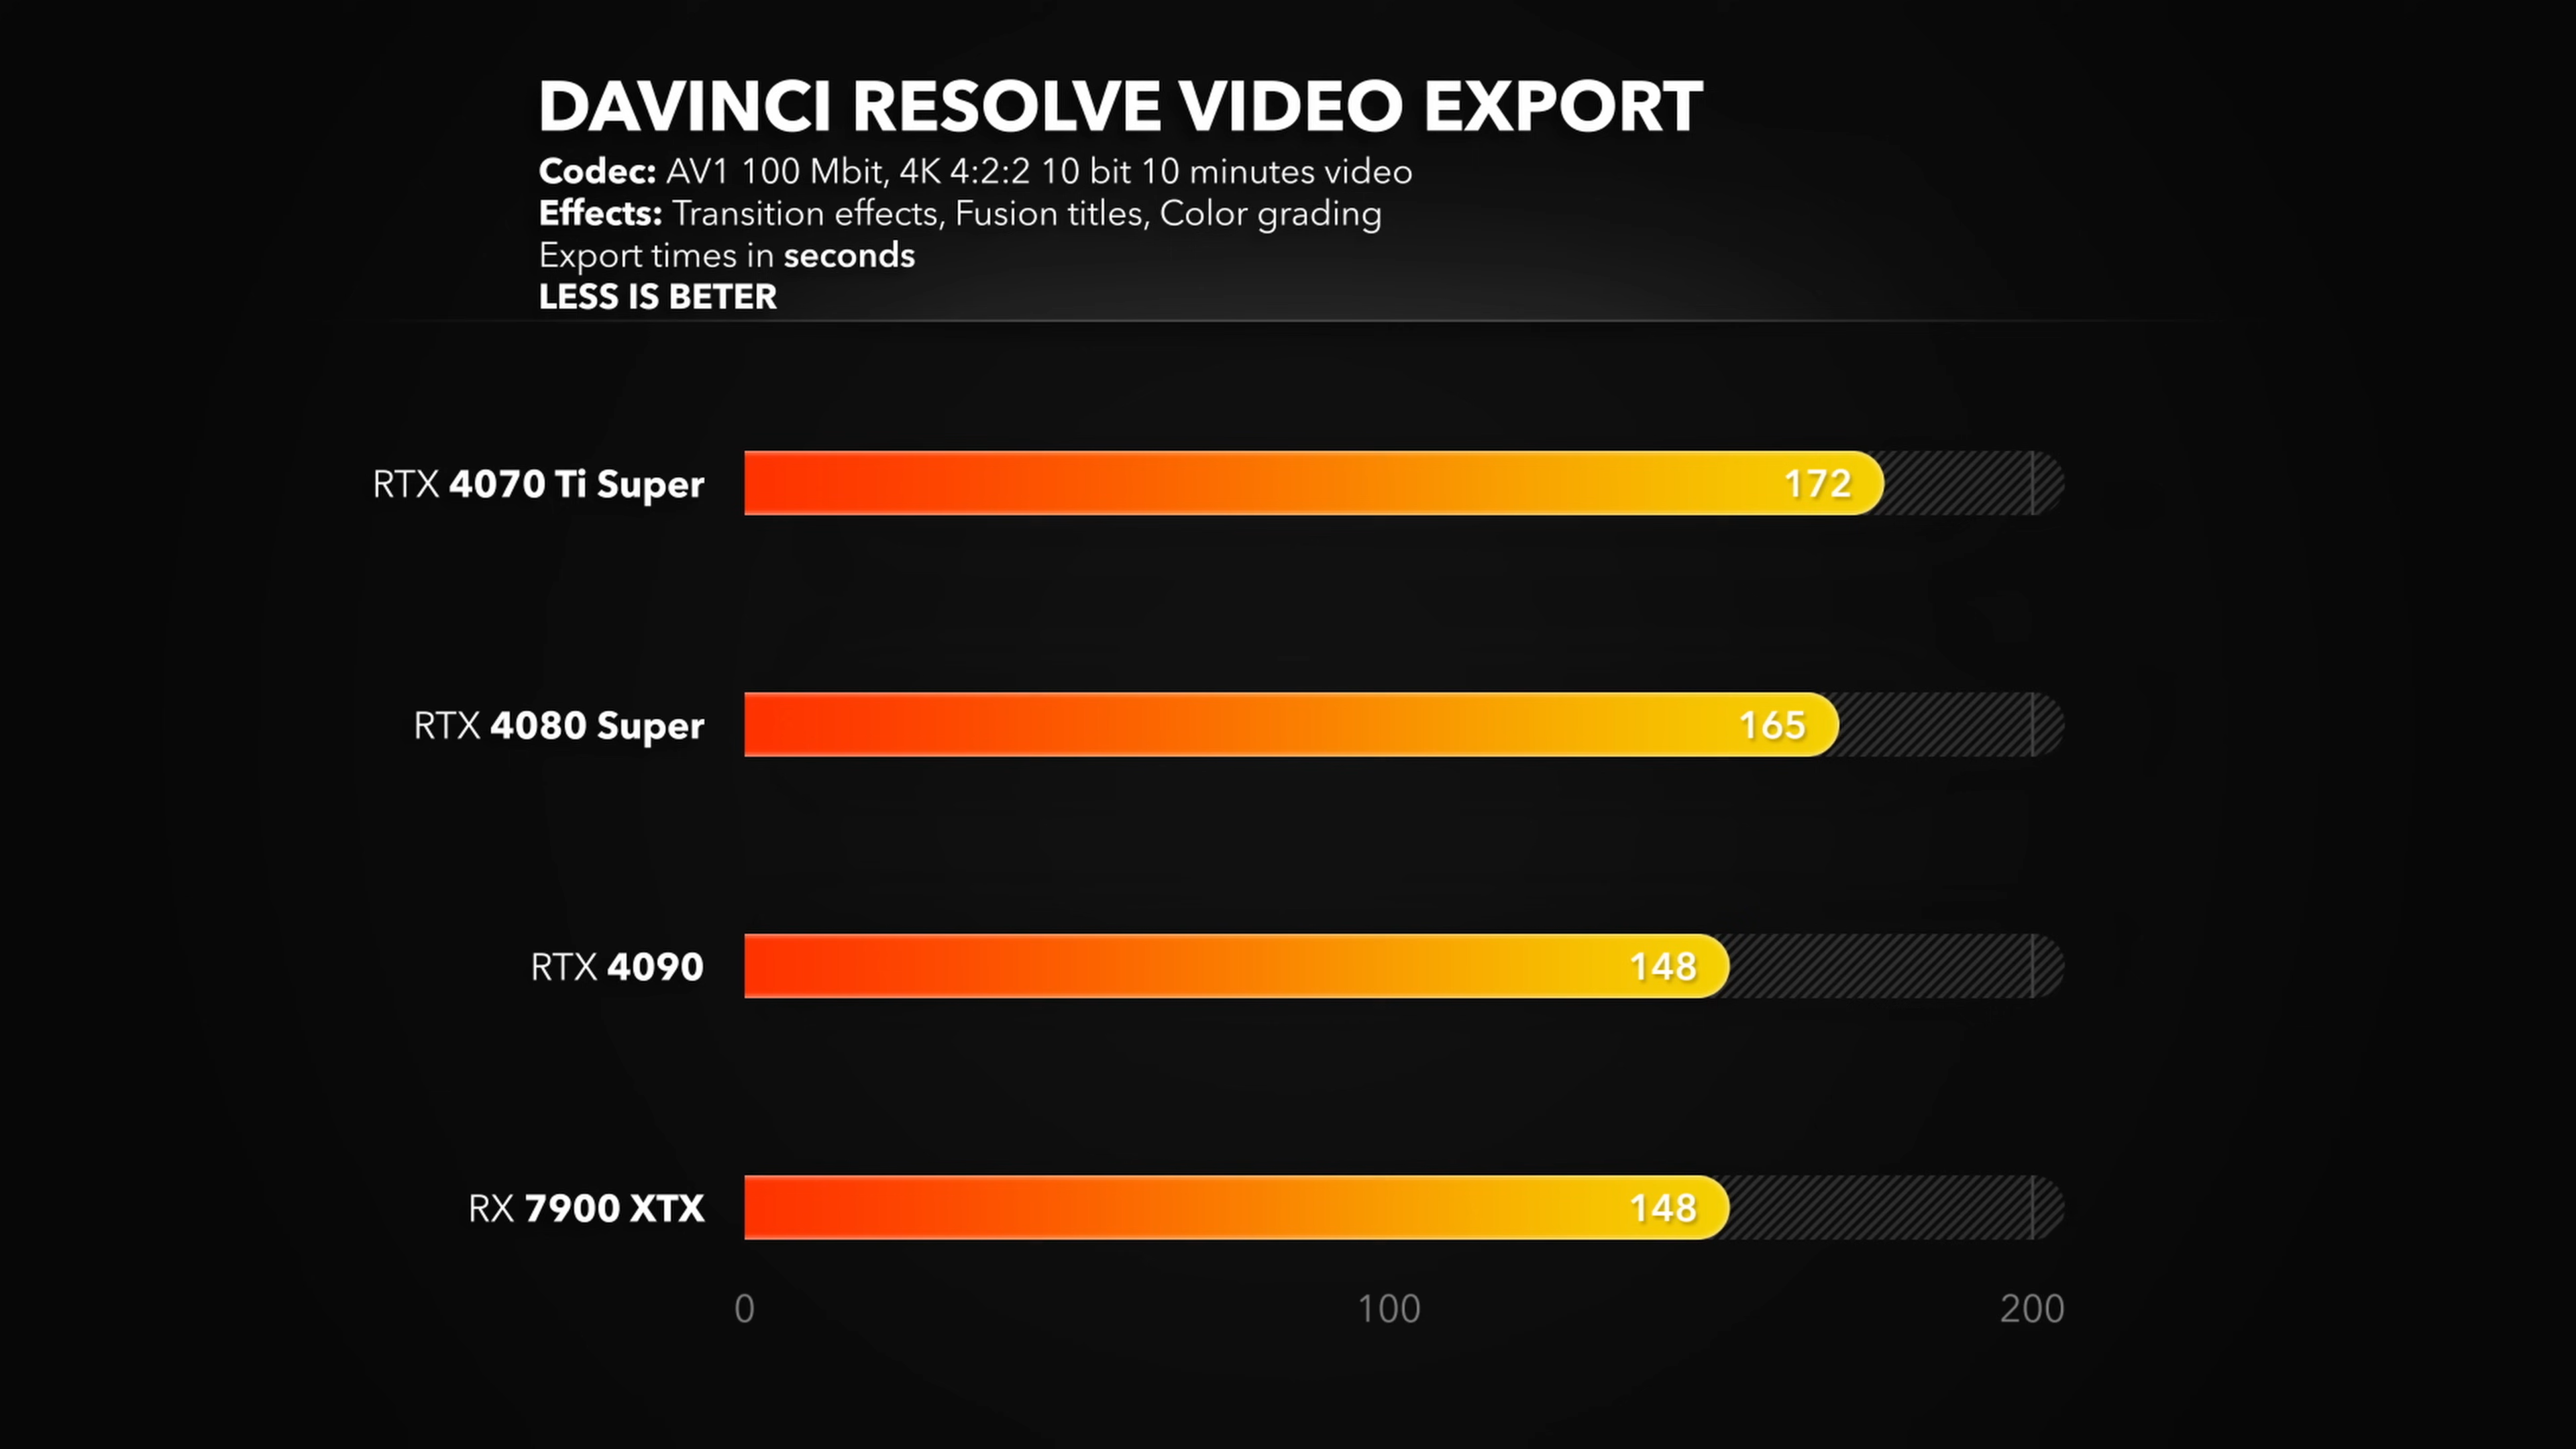 DAVINCI RESOLVE VIDEO EXPORT
Codec: AV1 100 Mbit, 4K 4:2:2 10 bit 10 minutes video
Effects: Transition effects, Fusion titles, Color grading
Export times in seconds
LESS IS BETER
RTX 4070 Ti Super 172
RTX 4080 Super 165
RTX 4090 148
RX 7900 XTX 148
0 100 200